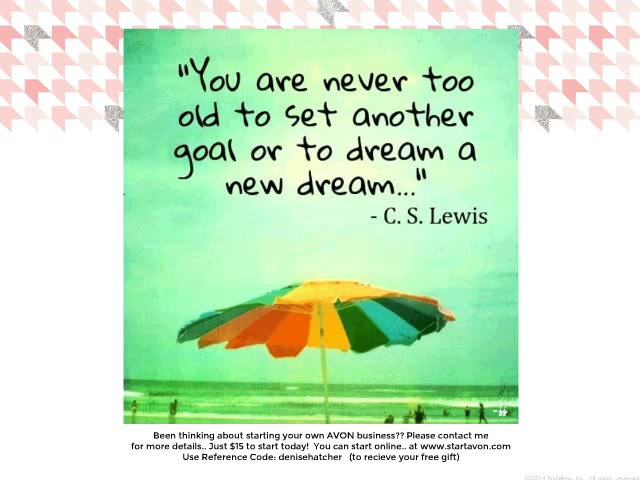 "You are never too
old to set another
goal or to dream a
new dream..."
- C. S. Lewis
Been thinking about starting your own AVON business?? Please contact me
for more details.. Just $15 to start today! You can start online.. at www.startavon.com
Use Reference Code: denisehatcher (to recieve your free gift)